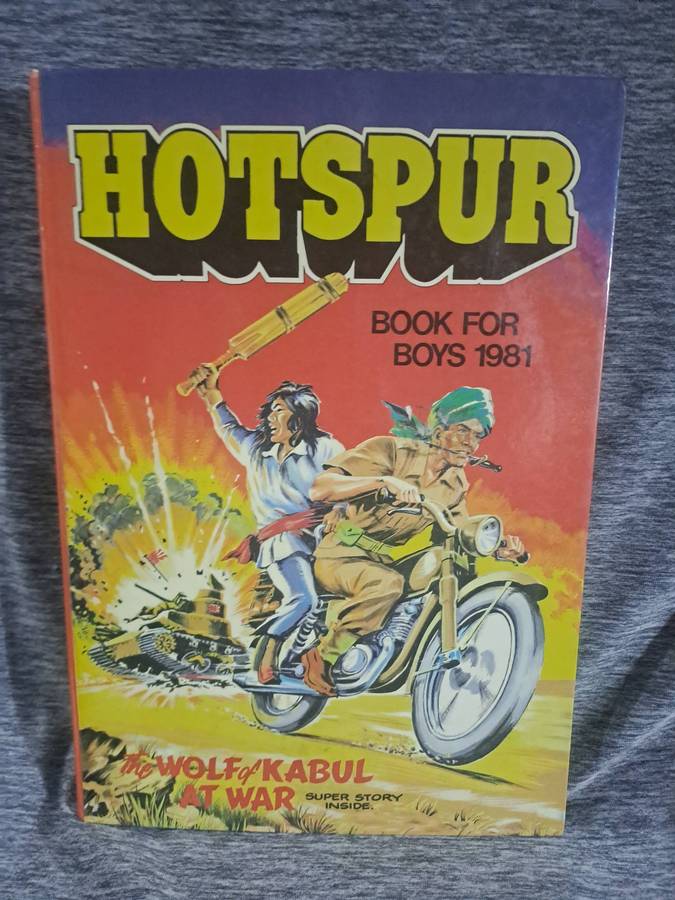 HOTSPUR
BOOK FOR
BOYS 1981
The WOLF of KABUL
AT WAR SUPER STORY
INSIDE.